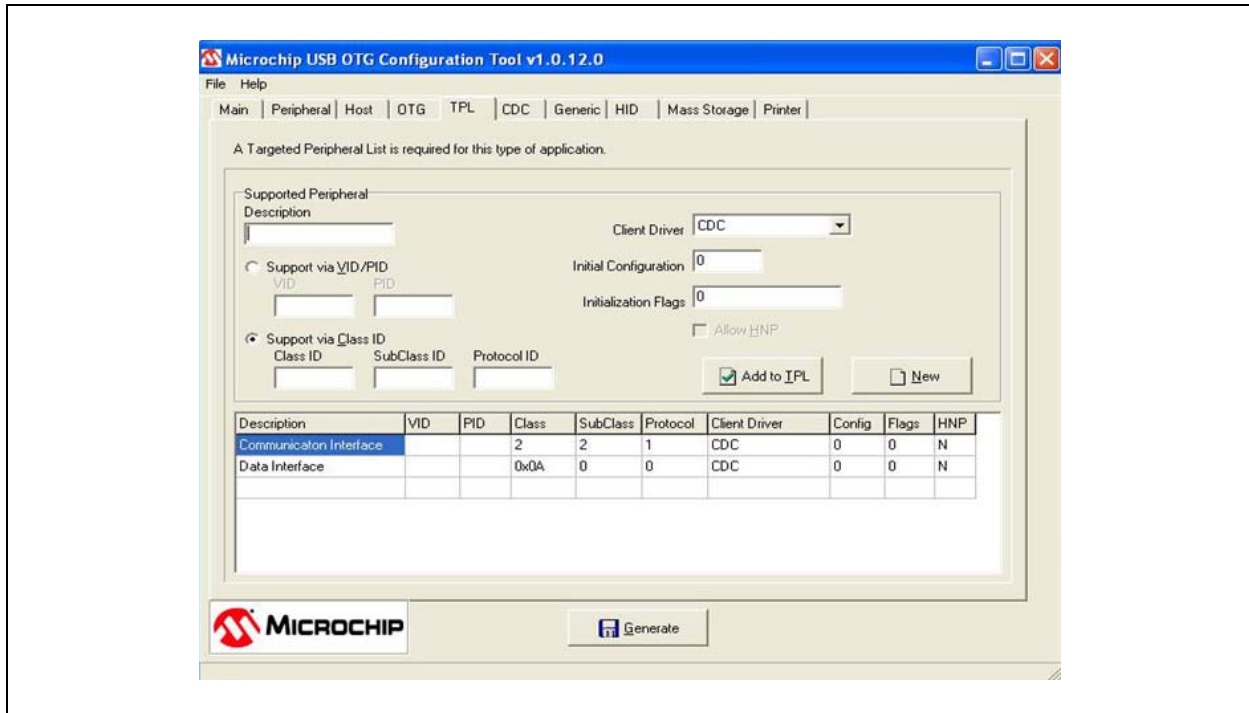 Microchip USB OTG Configuration Tool v1.0.12.0
File Help
Main Peripheral Host OTG TPL CDC Generic HID Mass Storage Printer
A Targeted Peripheral List is required for this type of application.
Supported Peripheral
Description
Client Driver CDC
Support via VID/PID
Initial Configuration 0
VID PID
Initialization Flags 0
Allow HNP
Support via Class ID
Class ID SubClass ID Protocol ID
Add to TPL New
Description VID PID Class SubClass Protocol Client Driver Config Flags HNP
Communicaton Interface 2 2 1 CDC 0 0 N
Data Interface 0x0A 0 0 CDC 0 0 N
MICROCHIP
Generate